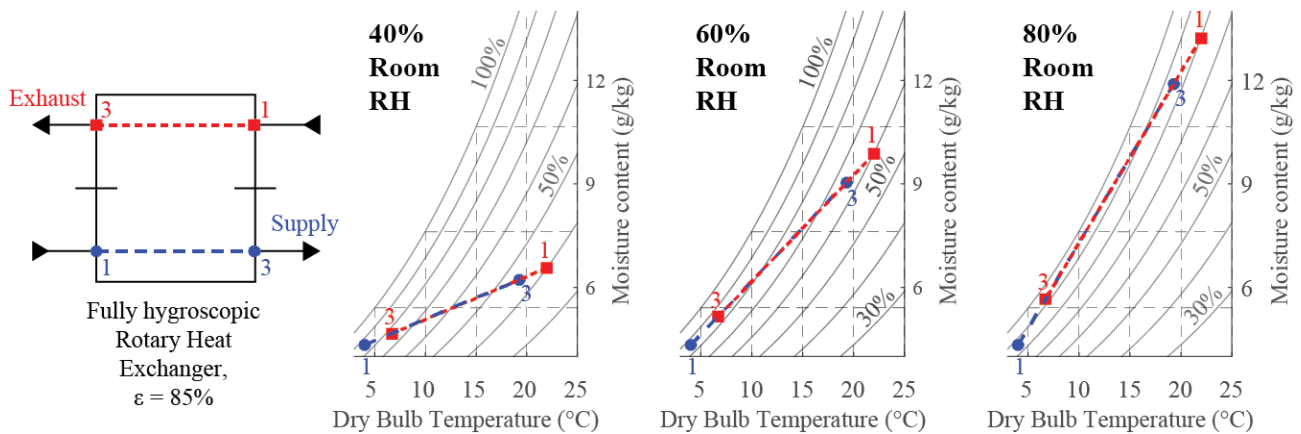 Exhaust
3
1
Supply
1
3
Fully hygroscopic
Rotary Heat
Exchanger,
ε = 85%
40%
Room
RH
100%
50%
30%
1
3
3
1
12
9
6
Moisture content (g/kg)
5 10 15 20 25
Dry Bulb Temperature (°C)
60%
Room
RH
100%
50%
30%
1
3
3
1
12
9
6
Moisture content (g/kg)
5 10 15 20 25
Dry Bulb Temperature (°C)
80%
Room
RH
100%
50%
30%
1
3
3
1
12
9
6
Moisture content (g/kg)
5 10 15 20 25
Dry Bulb Temperature (°C)